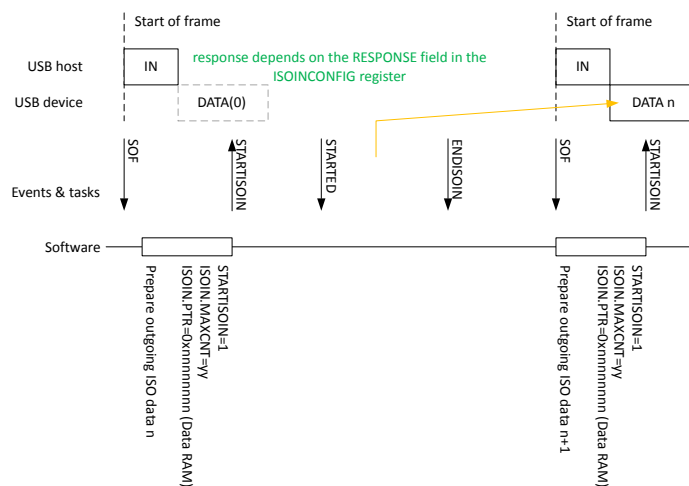 Start of frame
Start of frame
USB host
IN
response depends on the RESPONSE field in the
ISOINCONFIG register
IN
USB device
DATA(0)
DATA n
SOF
STARTISOIN
STARTED
ENDISOIN
SOF
STARTISOIN
Events & tasks
Software
Prepare outgoing ISO data n
ISOIN.PTR=0xnnnnnnnn (Data RAM)
ISOIN.MAXCNT=yy
STARTISOIN=1
Prepare outgoing ISO data n+1
ISOIN.PTR=0xnnnnnnnn (Data RAM)
ISOIN.MAXCNT=yy
STARTISOIN=1